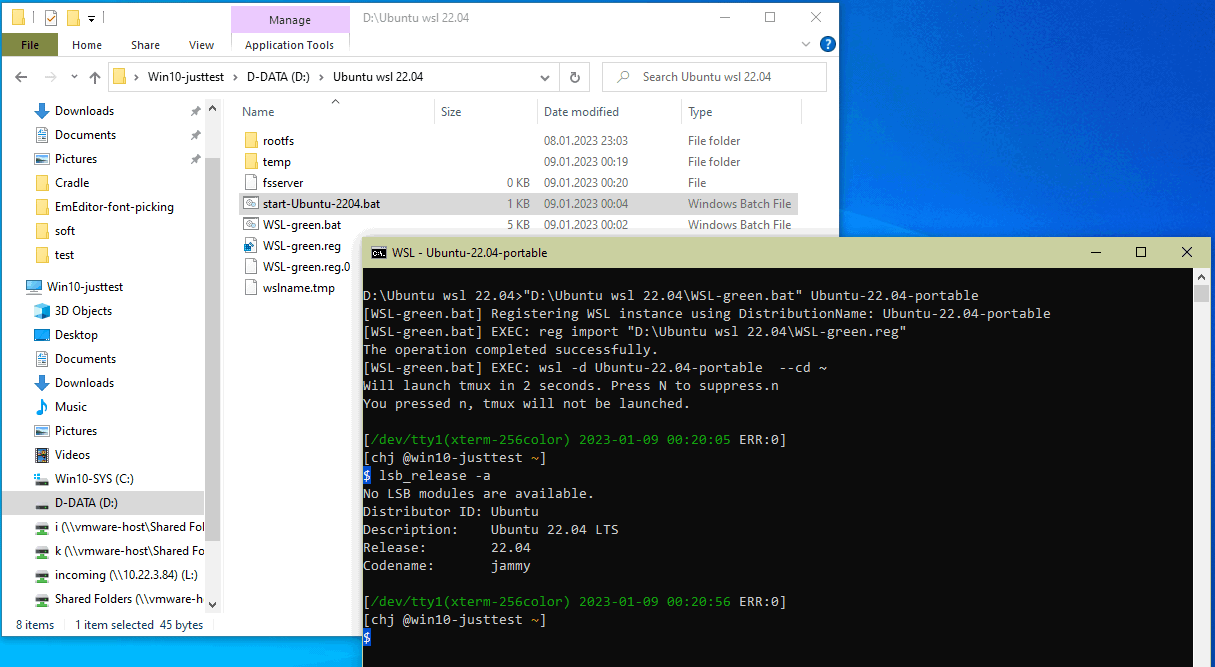 Manage
D:\Ubuntu wsl 22.04
File Home Share View Application Tools
Win10-justtest > D-DATA (D:) > Ubuntu wsl 22.04
Search Ubuntu wsl 22.04
Downloads
Documents
Pictures
Cradle
EmEditor-font-picking
soft
test
Win10-justtest
3D Objects
Desktop
Documents
Downloads
Music
Pictures
Videos
Win10-SYS (C:)
D-DATA (D:)
i (\\vmware-host\Shared Fol
k (\\vmware-host\Shared Fo
incoming (\\10.22.3.84) (L:)
Shared Folders (\\vmware-h
Name Size Date modified Type
rootfs 08.01.2023 23:03 File folder
temp 09.01.2023 00:19 File folder
fsserver 0 KB 09.01.2023 00:20 File
start-Ubuntu-2204.bat 1 KB 09.01.2023 00:04 Windows Batch File
WSL-green.bat 5 KB 09.01.2023 00:02 Windows Batch File
WSL-green.reg
WSL-green.reg.0
wslname.tmp
8 items 1 item selected 45 bytes
C:\. WSL - Ubuntu-22.04-portable
D:\Ubuntu wsl 22.04>"D:\Ubuntu wsl 22.04\WSL-green.bat" Ubuntu-22.04-portable
[WSL-green.bat] Registering WSL instance using DistributionName: Ubuntu-22.04-portable
[WSL-green.bat] EXEC: reg import "D:\Ubuntu wsl 22.04\WSL-green.reg"
The operation completed successfully.
[WSL-green.bat] EXEC: wsl -d Ubuntu-22.04-portable  --cd ~
Will launch tmux in 2 seconds. Press N to suppress.n
You pressed n, tmux will not be launched.
[/dev/tty1(xterm-256color) 2023-01-09 00:20:05 ERR:0]
[chj @win10-justtest ~]
$ lsb_release -a
No LSB modules are available.
Distributor ID: Ubuntu
Description:    Ubuntu 22.04 LTS
Release:        22.04
Codename:       jammy
[/dev/tty1(xterm-256color) 2023-01-09 00:20:56 ERR:0]
[chj @win10-justtest ~]
$